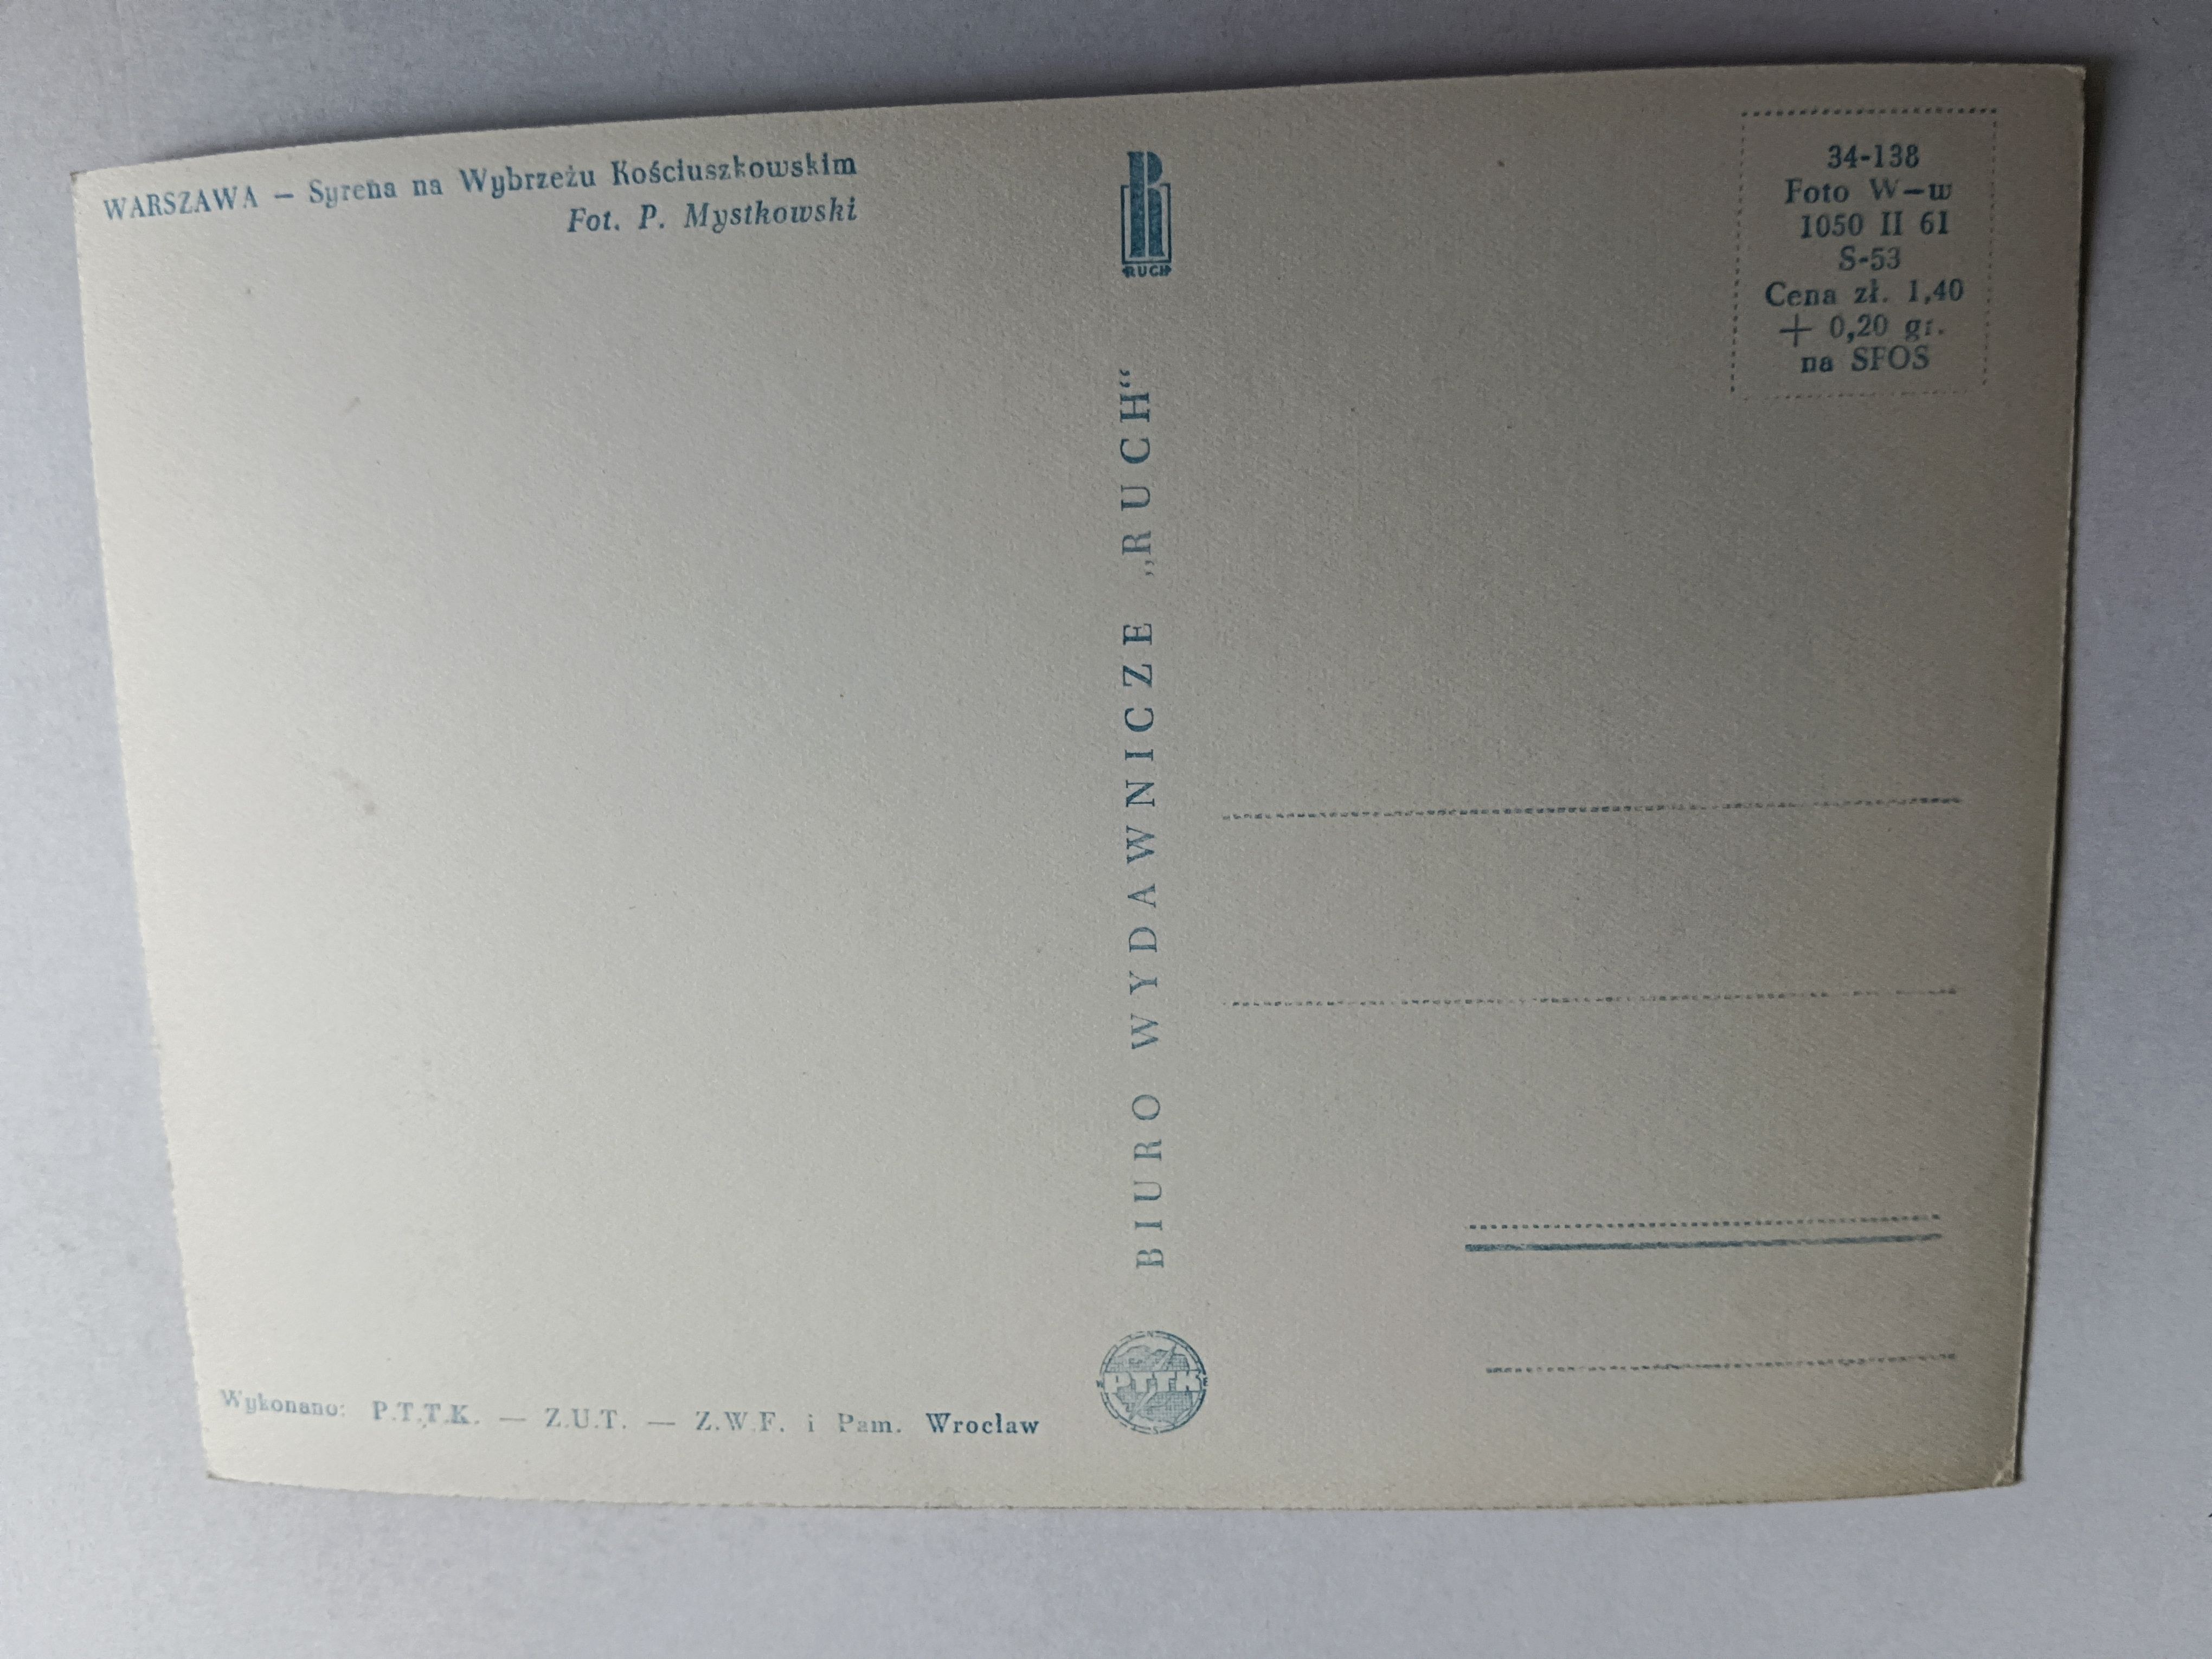 WARSZAWA — Syrena na Wybrzeżu Kościuszkowskim
Fot. P. Mystkowski
RUCH
BIURO WYDAWNICZE „RUCH“
34-138
Foto W—w
1050 II 61
S-53
Cena zł. 1,40
+ 0,20 gr.
na SFOS
Wykonano: P.T.T.K. — Z.U.T. — Z.W.F. i Pam. Wrocław
PTTK